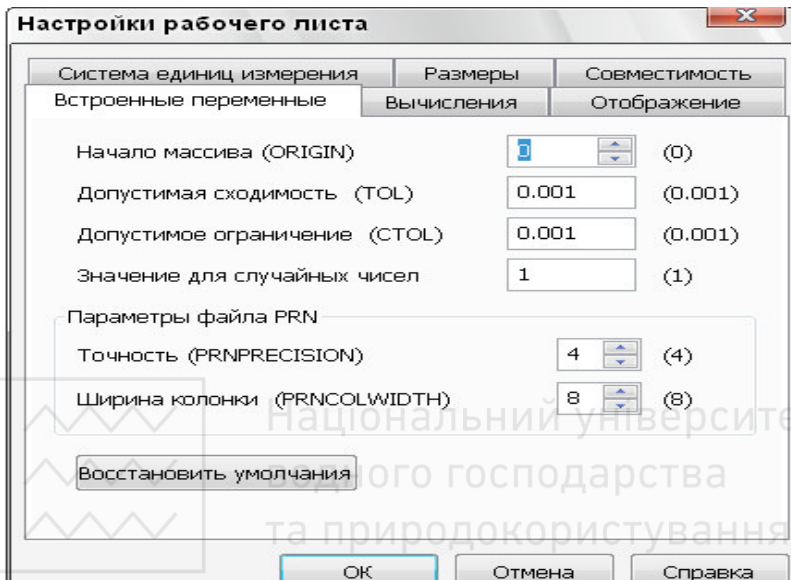 Настройки рабочего листа
Система единиц измерения Размеры Совместимость
Встроенные переменные Вычисления Отображение
Начало массива (ORIGIN) 0 (0)
Допустимая сходимость (TOL) 0.001 (0.001)
Допустимое ограничение (CTOL) 0.001 (0.001)
Значение для случайных чисел 1 (1)
Параметры файла PRN
Точность (PRNPRECISION) 4 (4)
Ширина колонки (PRNCOLWIDTH) 8 (8)
Національний університе
Восстановить умолчания
водного господарства
та природокористування
ОК Отмена Справка